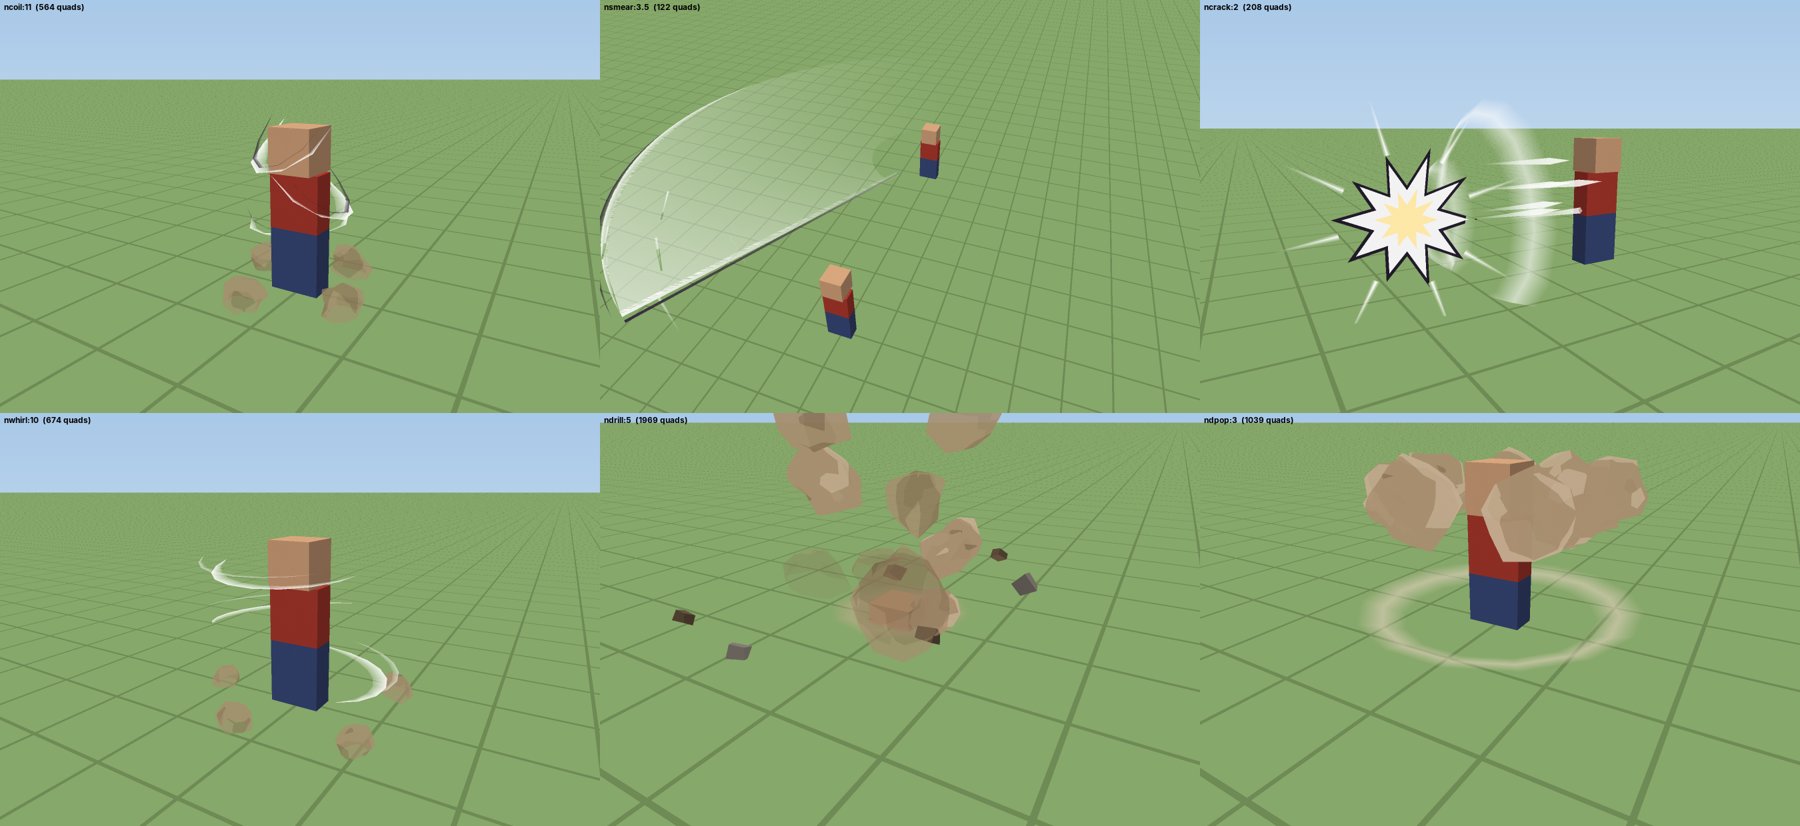 ncoil:11 (564 quads)
nsmear:3.5 (122 quads)
ncrack:2 (208 quads)
nwhirl:10 (674 quads)
ndrill:5 (1969 quads)
ndpop:3 (1039 quads)